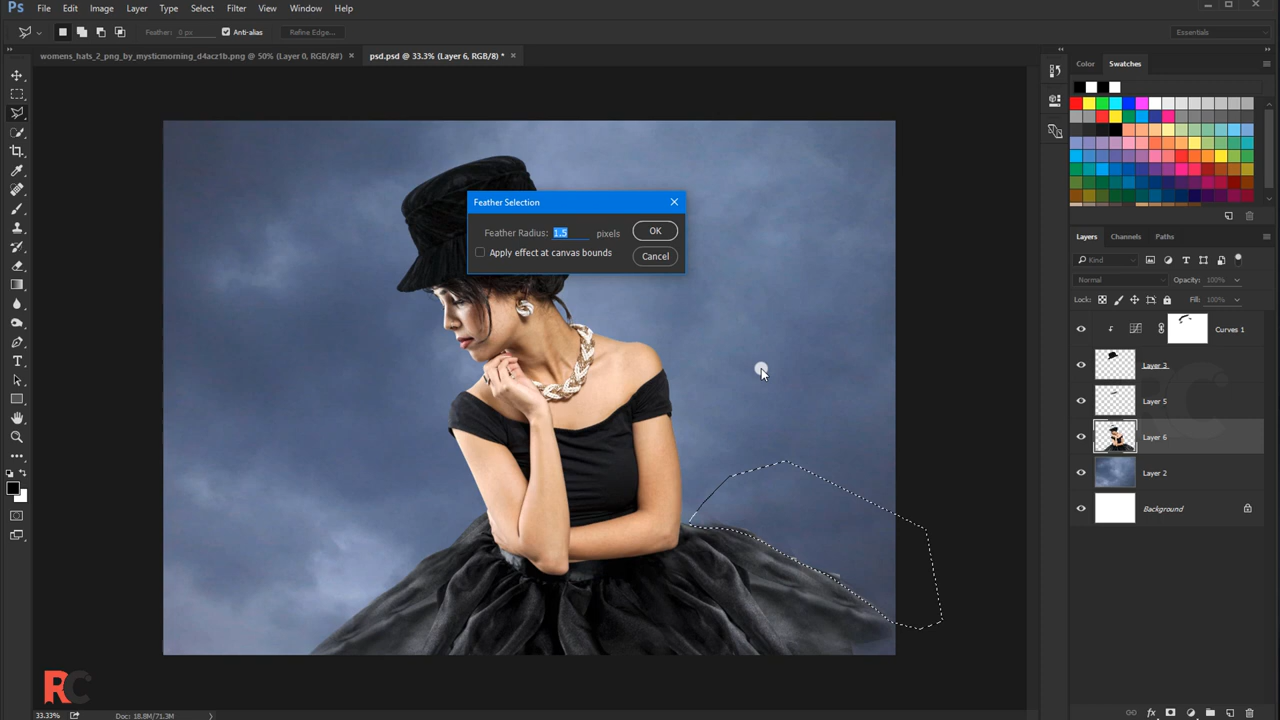 Ps File Edit Image Layer Type Select Filter View Window Help
Feather: 0 px Anti-alias Refine Edge... Essentials
womens_hats_2_png_by_mysticmorning_d4acz1b.png @ 50% (Layer 0, RGB/8#) × psd.psd @ 33.3% (Layer 6, RGB/8) * ×
Color Swatches
Feather Selection
Feather Radius: 1.5 pixels
OK
Apply effect at canvas bounds
Cancel
Layers Channels Paths
Kind
Normal Opacity: 100%
Lock: Fill: 100%
Curves 1
Layer 3
Layer 5
Layer 6
Layer 2
Background
T
RC
RC
33.33% Doc: 18.8M/71.3M
fx